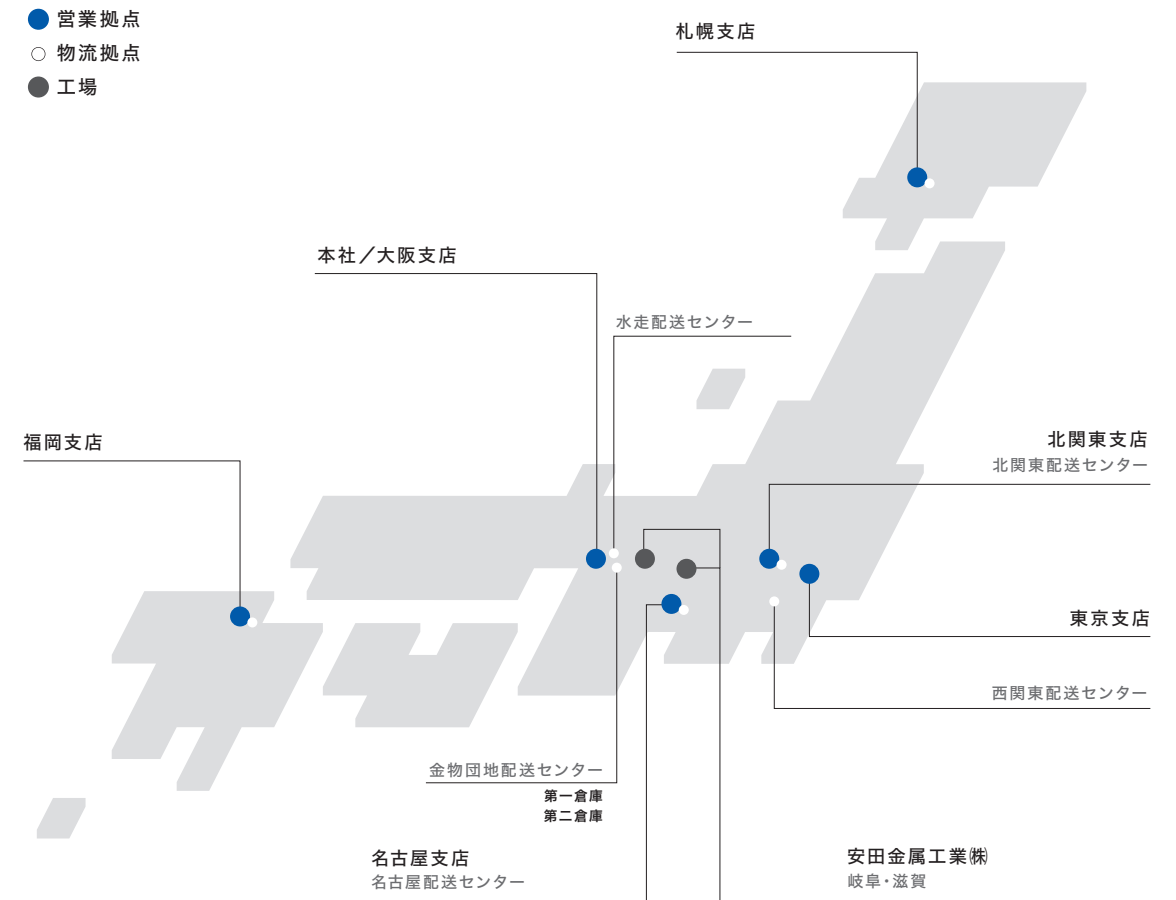 営業拠点
物流拠点
工場
札幌支店
本社／大阪支店
水走配送センター
福岡支店
北関東支店
北関東配送センター
東京支店
西関東配送センター
金物団地配送センター
第一倉庫
第二倉庫
名古屋支店
名古屋配送センター
安田金属工業㈱
岐阜・滋賀